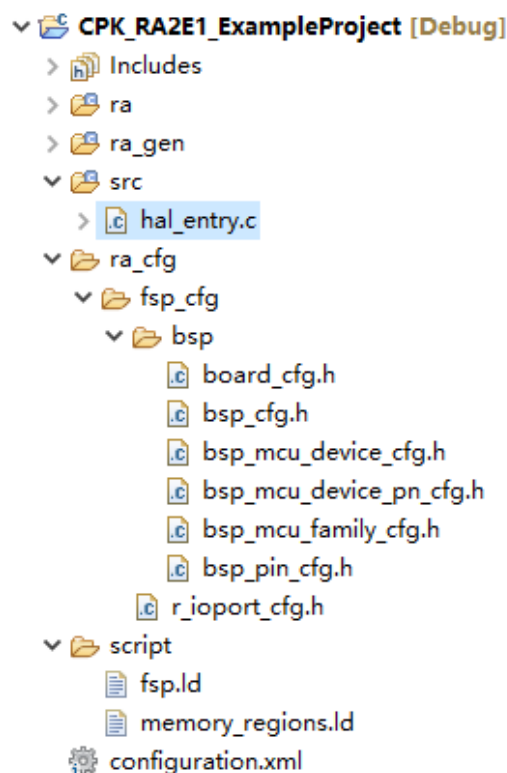 CPK_RA2E1_ExampleProject [Debug]
Includes
ra
ra_gen
src
hal_entry.c
ra_cfg
fsp_cfg
bsp
board_cfg.h
bsp_cfg.h
bsp_mcu_device_cfg.h
bsp_mcu_device_pn_cfg.h
bsp_mcu_family_cfg.h
bsp_pin_cfg.h
r_ioport_cfg.h
script
fsp.ld
memory_regions.ld
configuration.xml